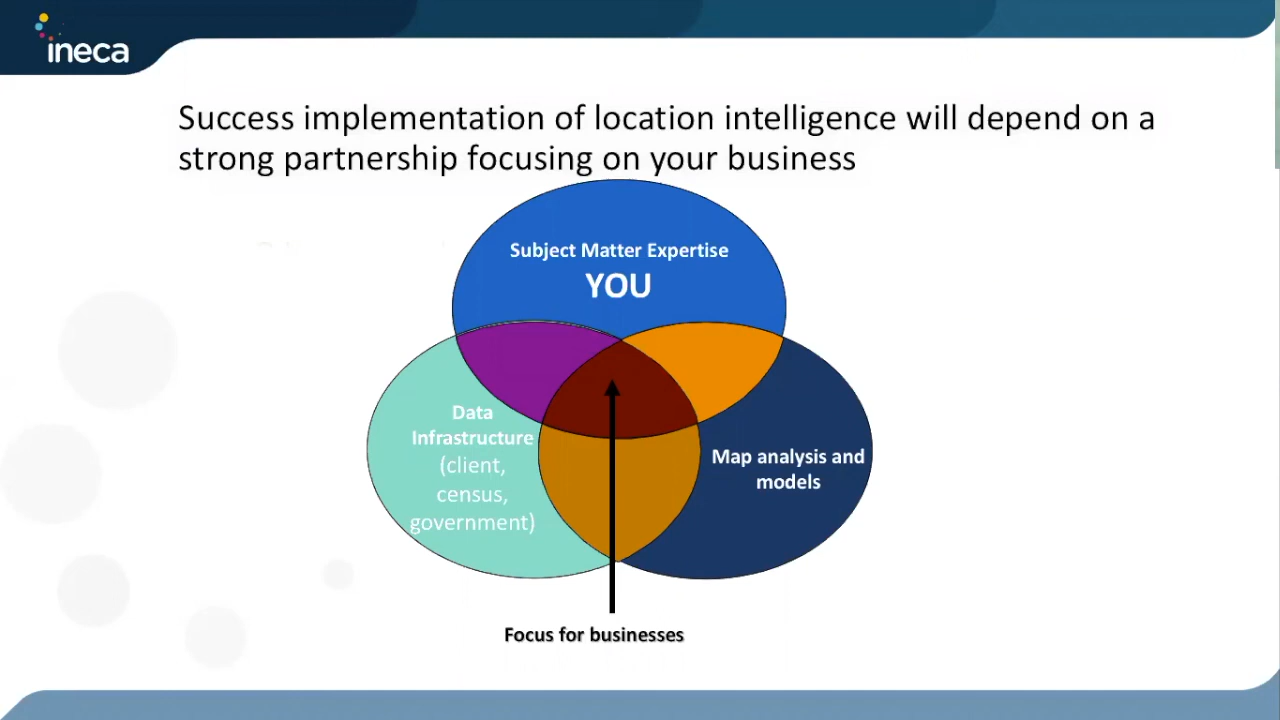 ineca
Success implementation of location intelligence will depend on a
strong partnership focusing on your business
Subject Matter Expertise
YOU
Data
Infrastructure
(client,
census,
government)
Map analysis and
models
Focus for businesses